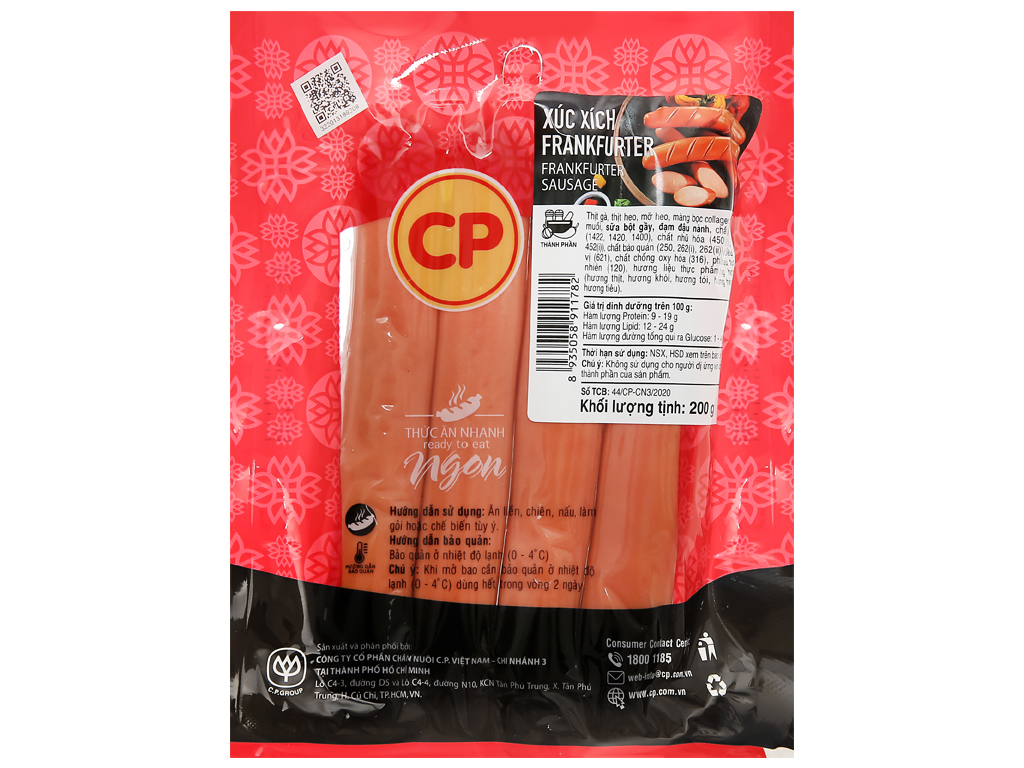 323013180208
XÚC XÍCH
FRANKFURTER
FRANKFURTER
SAUSAGE
CP
THÀNH PHẦN
Thịt gà, thịt heo, mỡ heo, màng bọc collage
muối, sữa bột gầy, đạm đậu nành, chấ
(1422, 1420, 1400), chất nhũ hóa (450
452(i), chất bảo quản (250, 262(i), 262(ii)
vị (621), chất chống oxy hóa (316),
nhiên (120), hương liệu thực phẩm
(hương thịt, hương khói, hương tỏi,
hương tiêu).
Giá trị dinh dưỡng trên 100 g:
Hàm lượng Protein: 9 - 19 g
Hàm lượng Lipid: 12 - 24 g
Hàm lượng đường tổng qui ra Glucose: 1 -
Thời hạn sử dụng: NSX, HSD xem trên bao
Chú ý: Không sử dụng cho người dị ứng
thành phần của sản phẩm.
Số TCB: 44/CP-CN3/2020
Khối lượng tịnh: 200 g
8 935058 911782
THỨC ĂN NHANH
ready to eat
ngon
Hướng dẫn sử dụng: Ăn liền, chiên, nấu, làm
gỏi hoặc chế biến tùy ý.
Hướng dẫn bảo quản:
Bảo quản ở nhiệt độ lạnh (0 - 4°C)
Chú ý: Khi mở bao cần bảo quản ở nhiệt độ
lạnh (0 - 4°C) dùng hết trong vòng 2 ngày
HƯỚNG DẪN
BẢO QUẢN
C.P.GROUP
Sản xuất và phân phối bởi:
CÔNG TY CỔ PHẦN CHĂN NUÔI C.P. VIỆT NAM - CHI NHÁNH 3
TẠI THÀNH PHỐ HỒ CHÍ MINH
Lô C4-3, đường D5 và Lô C4-4, đường N10, KCN Tân Phú Trung, X. Tân Phú
Trung, H. Củ Chi, TP.HCM, VN.
Consumer Contact Cent
1800 1185
web-info@cp.com.vn
www.cp.com.vn